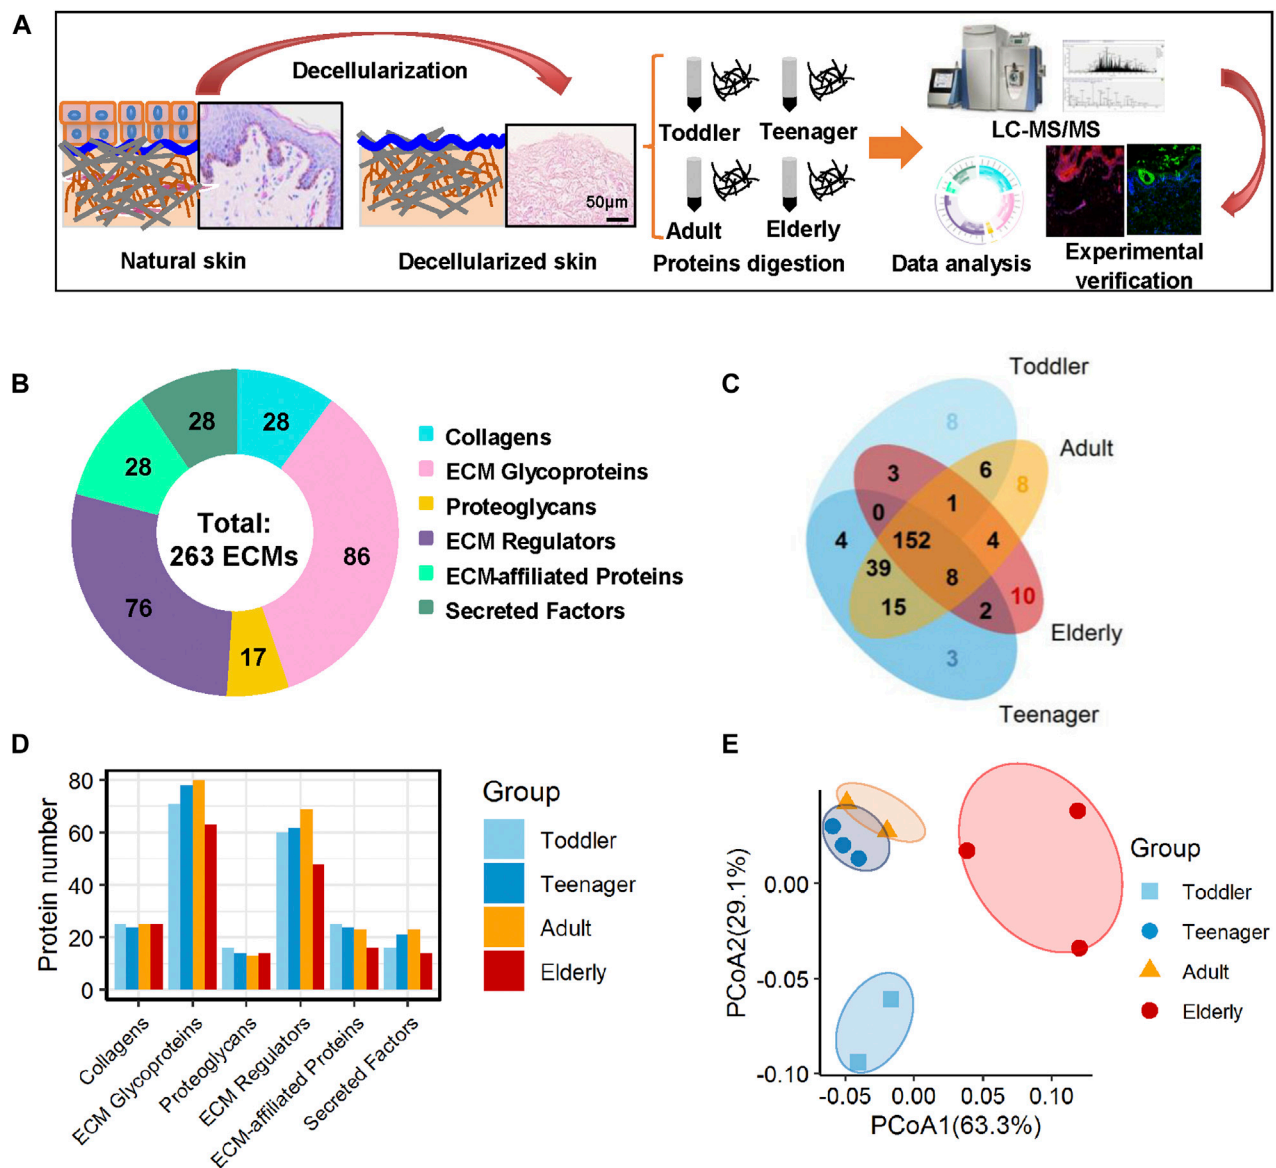 A
Decellularization
50µm
Natural skin
Decellularized skin
Toddler
Teenager
Adult
Elderly
Proteins digestion
LC-MS/MS
Data analysis
Experimental
verification
B
28
28
28
86
76
17
Total:
263 ECMs
Collagens
ECM Glycoproteins
Proteoglycans
ECM Regulators
ECM-affiliated Proteins
Secreted Factors
C
Toddler
Adult
Elderly
Teenager
8
6
8
3
1
0
4
152
4
39
8
10
15
2
3
D
Protein number
80
60
40
20
0
Collagens
ECM Glycoproteins
Proteoglycans
ECM Regulators
ECM-affiliated Proteins
Secreted Factors
Group
Toddler
Teenager
Adult
Elderly
E
PCoA2(29.1%)
0.00
-0.05
-0.10
-0.05
0.00
0.05
0.10
PCoA1(63.3%)
Group
Toddler
Teenager
Adult
Elderly